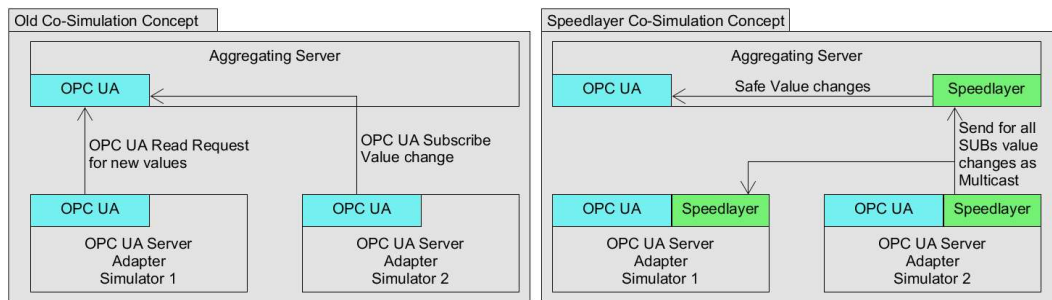 Old Co-Simulation Concept
Aggregating Server
OPC UA
OPC UA Read Request
for new values
OPC UA Subscribe
Value change
OPC UA
OPC UA Server
Adapter
Simulator 1
OPC UA
OPC UA Server
Adapter
Simulator 2
Speedlayer Co-Simulation Concept
Aggregating Server
OPC UA
Safe Value changes
Speedlayer
Send for all
SUBs value
changes as
Multicast
OPC UA
Speedlayer
OPC UA Server
Adapter
Simulator 1
OPC UA
Speedlayer
OPC UA Server
Adapter
Simulator 2